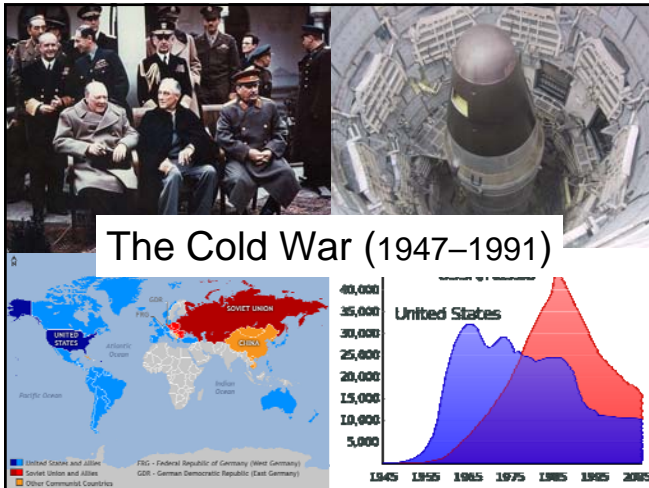 The Cold War (1947–1991)
GDR
FRG
SOVIET UNION
UNITED
STATES
CHINA
Atlantic
Ocean
Pacific Ocean
Indian
Ocean
United States and Allies
Soviet Union and Allies
Other Communist Countries
FRG - Federal Republic of Germany (West Germany)
GDR - German Democratic Republic (East Germany)
United States
40,000
35,000
30,000
25,000
20,000
15,000
10,000
5,000
1945 1955 1965 1975 1985 1995 2005